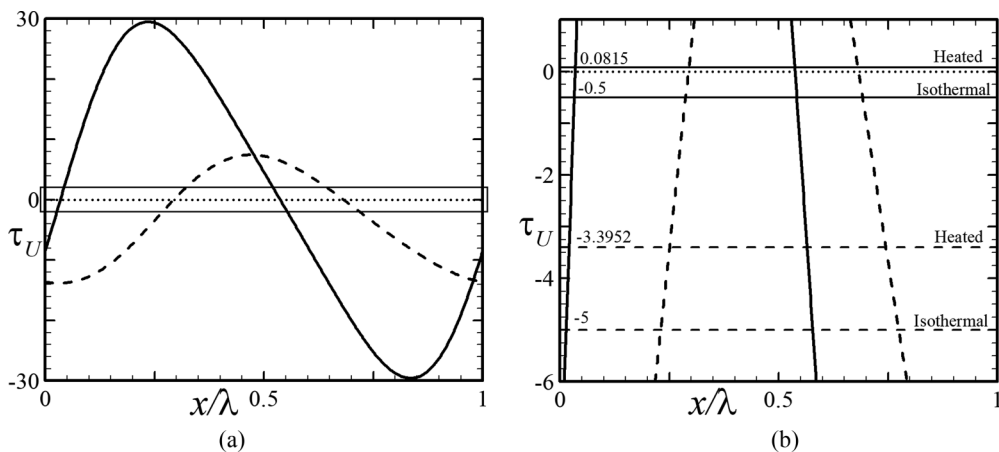 30
0
τU
-30
0
x/λ
0.5
1
(a)
0.0815
Heated
0
-0.5
Isothermal
-2
τU
-3.3952
Heated
-4
-5
Isothermal
-6
0
x/λ
0.5
1
(b)